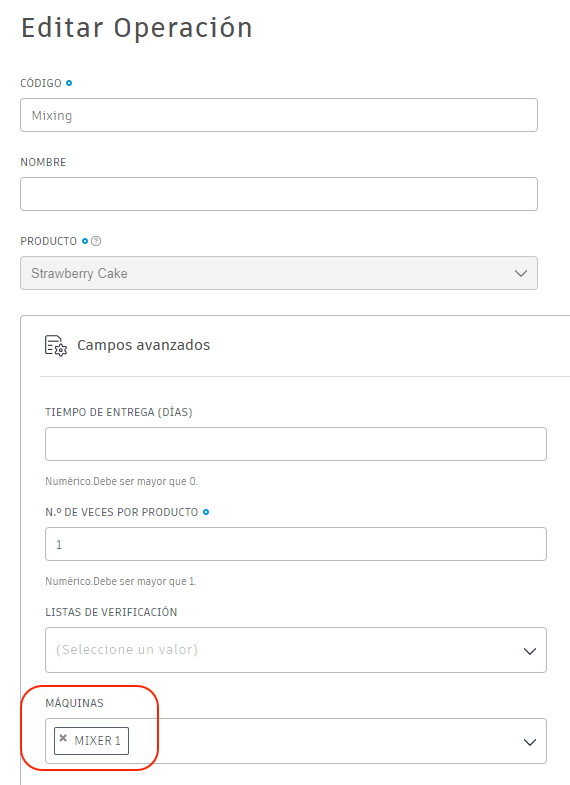 Editar Operación
CÓDIGO
Mixing
NOMBRE
PRODUCTO ?
Strawberry Cake
Campos avanzados
TIEMPO DE ENTREGA (DÍAS)
Numérico.Debe ser mayor que 0.
N.º DE VECES POR PRODUCTO
1
Numérico.Debe ser mayor que 1.
LISTAS DE VERIFICACIÓN
(Seleccione un valor)
MÁQUINAS
× MIXER 1